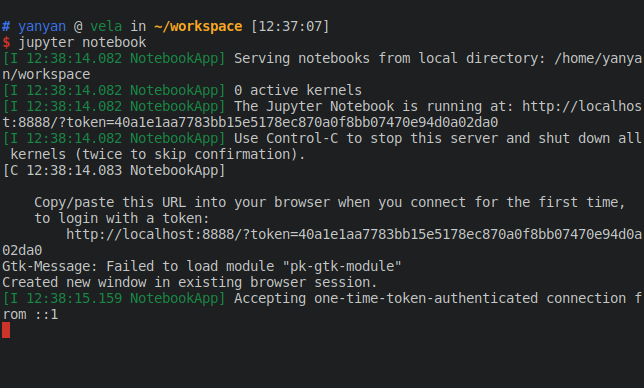 # yanyan @ vela in ~/workspace [12:37:07]
$ jupyter notebook
[I 12:38:14.082 NotebookApp] Serving notebooks from local directory: /home/yanya
n/workspace
[I 12:38:14.082 NotebookApp] 0 active kernels
[I 12:38:14.082 NotebookApp] The Jupyter Notebook is running at: http://localhos
t:8888/?token=40a1e1aa7783bb15e5178ec870a0f8bb07470e94d0a02da0
[I 12:38:14.082 NotebookApp] Use Control-C to stop this server and shut down all
 kernels (twice to skip confirmation).
[C 12:38:14.083 NotebookApp]
    Copy/paste this URL into your browser when you connect for the first time,
    to login with a token:
        http://localhost:8888/?token=40a1e1aa7783bb15e5178ec870a0f8bb07470e94d0a
02da0
Gtk-Message: Failed to load module "pk-gtk-module"
Created new window in existing browser session.
[I 12:38:15.159 NotebookApp] Accepting one-time-token-authenticated connection f
rom ::1